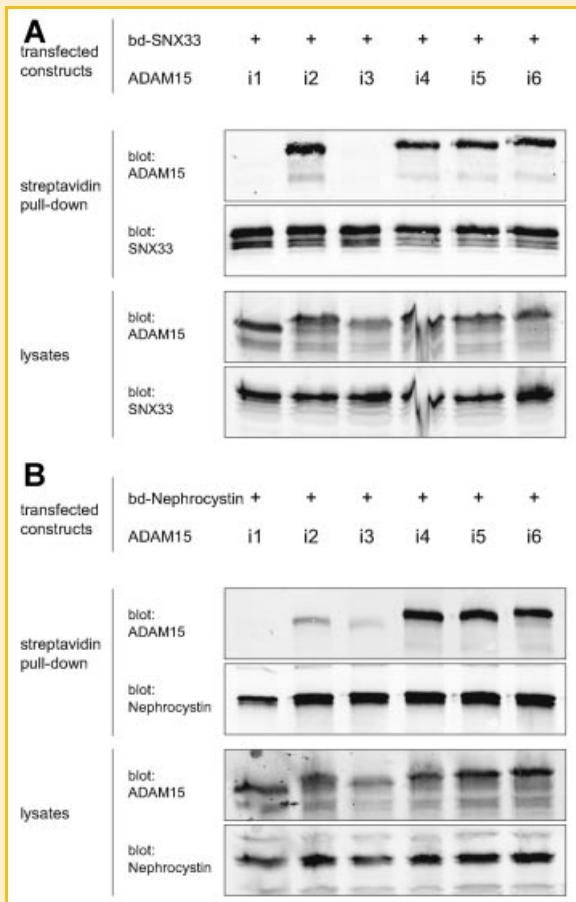 A
transfected constructs
bd-SNX33 + + + + + +
ADAM15 i1 i2 i3 i4 i5 i6
streptavidin pull-down
blot: ADAM15
blot: SNX33
lysates
blot: ADAM15
blot: SNX33
B
transfected constructs
bd-Nephrocystin + + + + + +
ADAM15 i1 i2 i3 i4 i5 i6
streptavidin pull-down
blot: ADAM15
blot: Nephrocystin
lysates
blot: ADAM15
blot: Nephrocystin